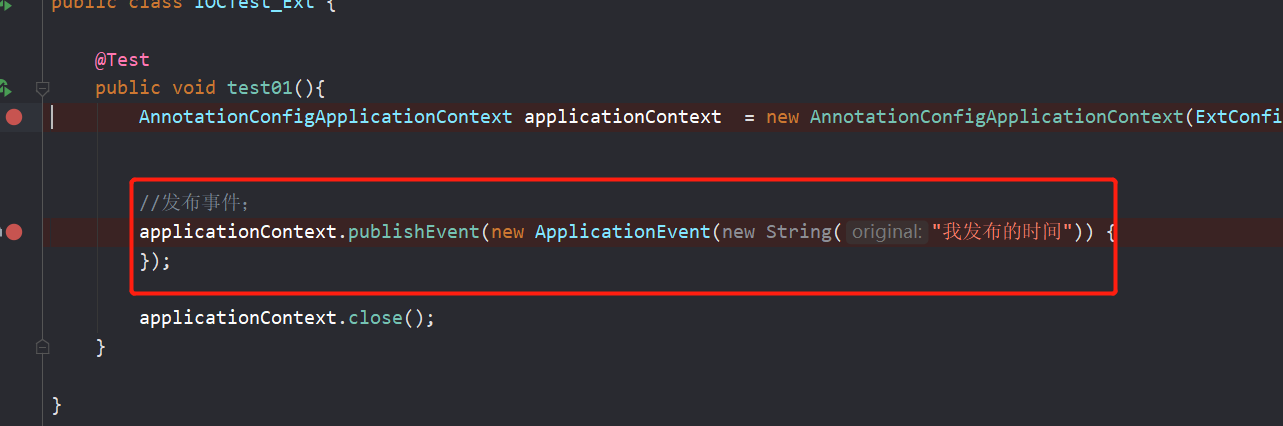 public class IOCTest_Ext {
@Test
public void test01(){
AnnotationConfigApplicationContext applicationContext = new AnnotationConfigApplicationContext(ExtConfi
//发布事件;
applicationContext.publishEvent(new ApplicationEvent(new String( original: "我发布的时间")) {
});
applicationContext.close();
}
}